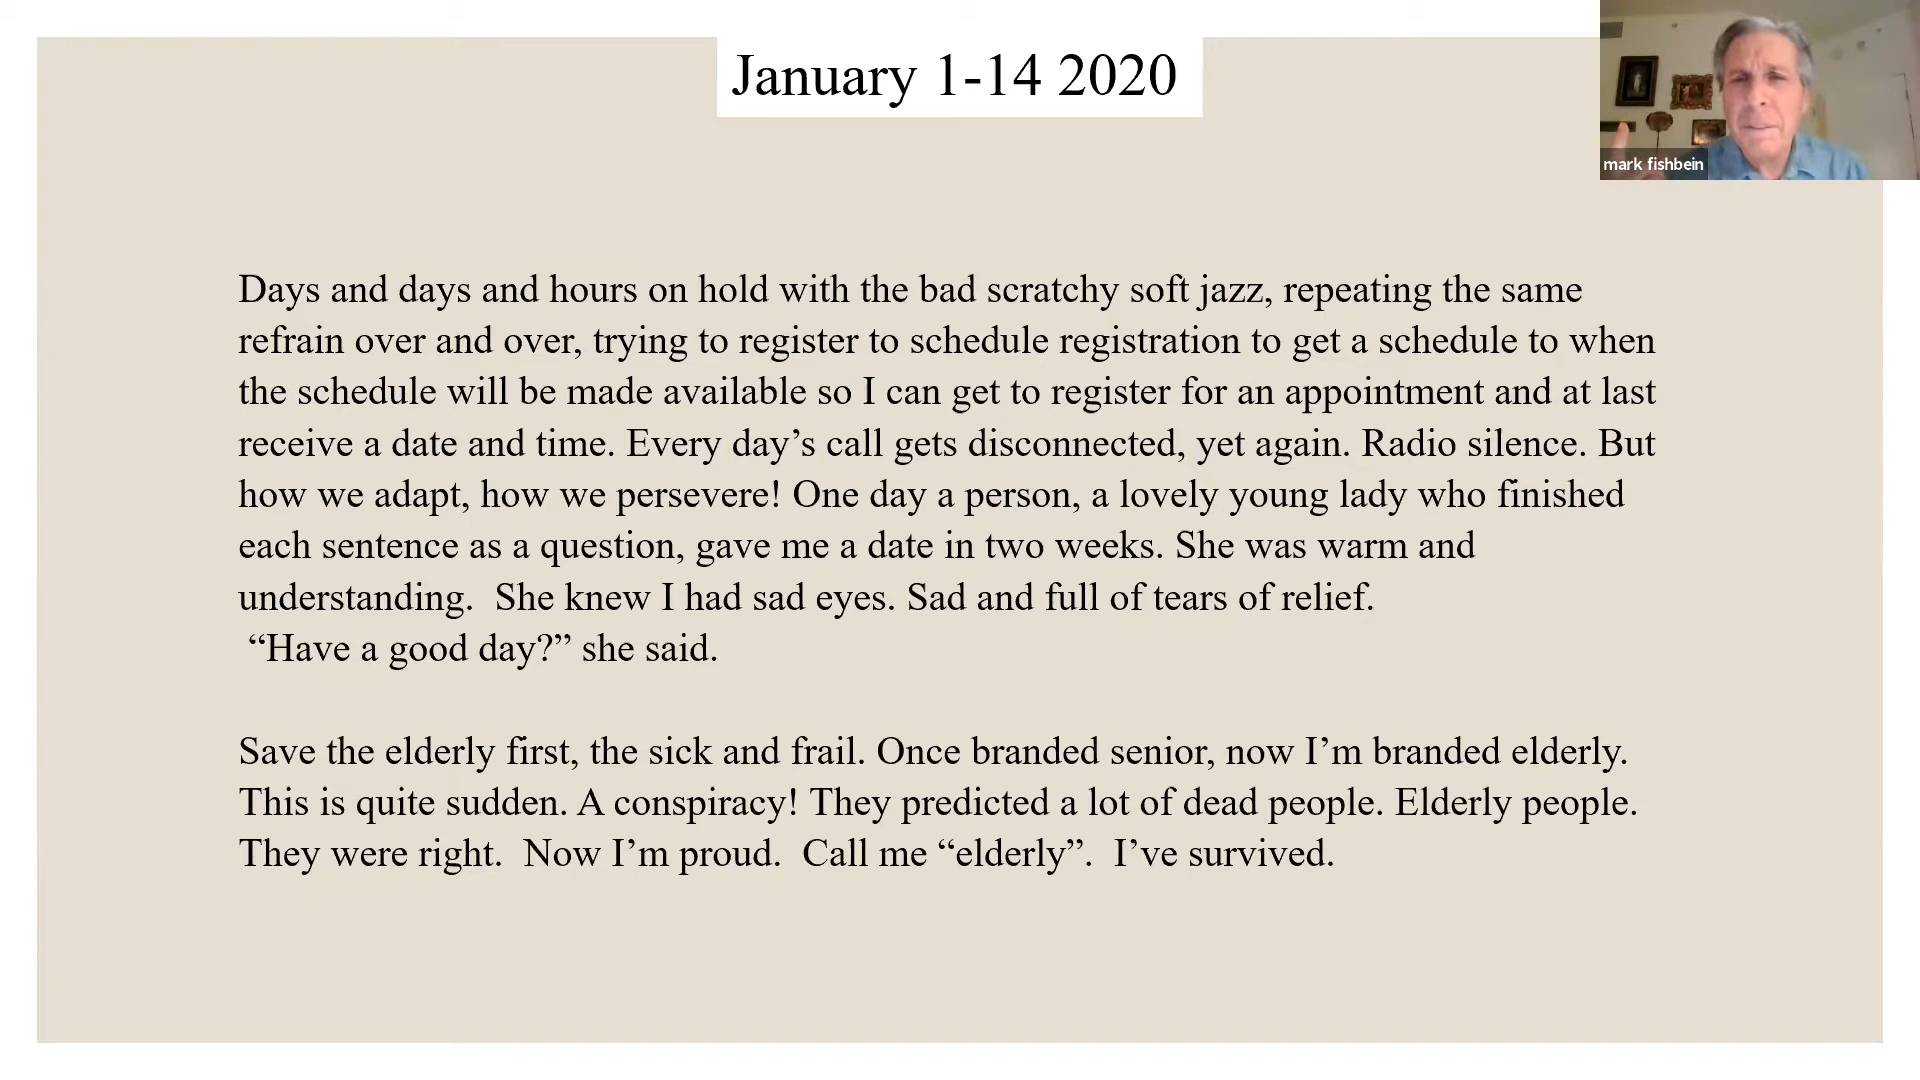 January 1-14 2020
mark fishbein
Days and days and hours on hold with the bad scratchy soft jazz, repeating the same
refrain over and over, trying to register to schedule registration to get a schedule to when
the schedule will be made available so I can get to register for an appointment and at last
receive a date and time. Every day’s call gets disconnected, yet again. Radio silence. But
how we adapt, how we persevere! One day a person, a lovely young lady who finished
each sentence as a question, gave me a date in two weeks. She was warm and
understanding.  She knew I had sad eyes. Sad and full of tears of relief.
“Have a good day?” she said.
Save the elderly first, the sick and frail. Once branded senior, now I’m branded elderly.
This is quite sudden. A conspiracy! They predicted a lot of dead people. Elderly people.
They were right.  Now I’m proud.  Call me “elderly”.  I’ve survived.